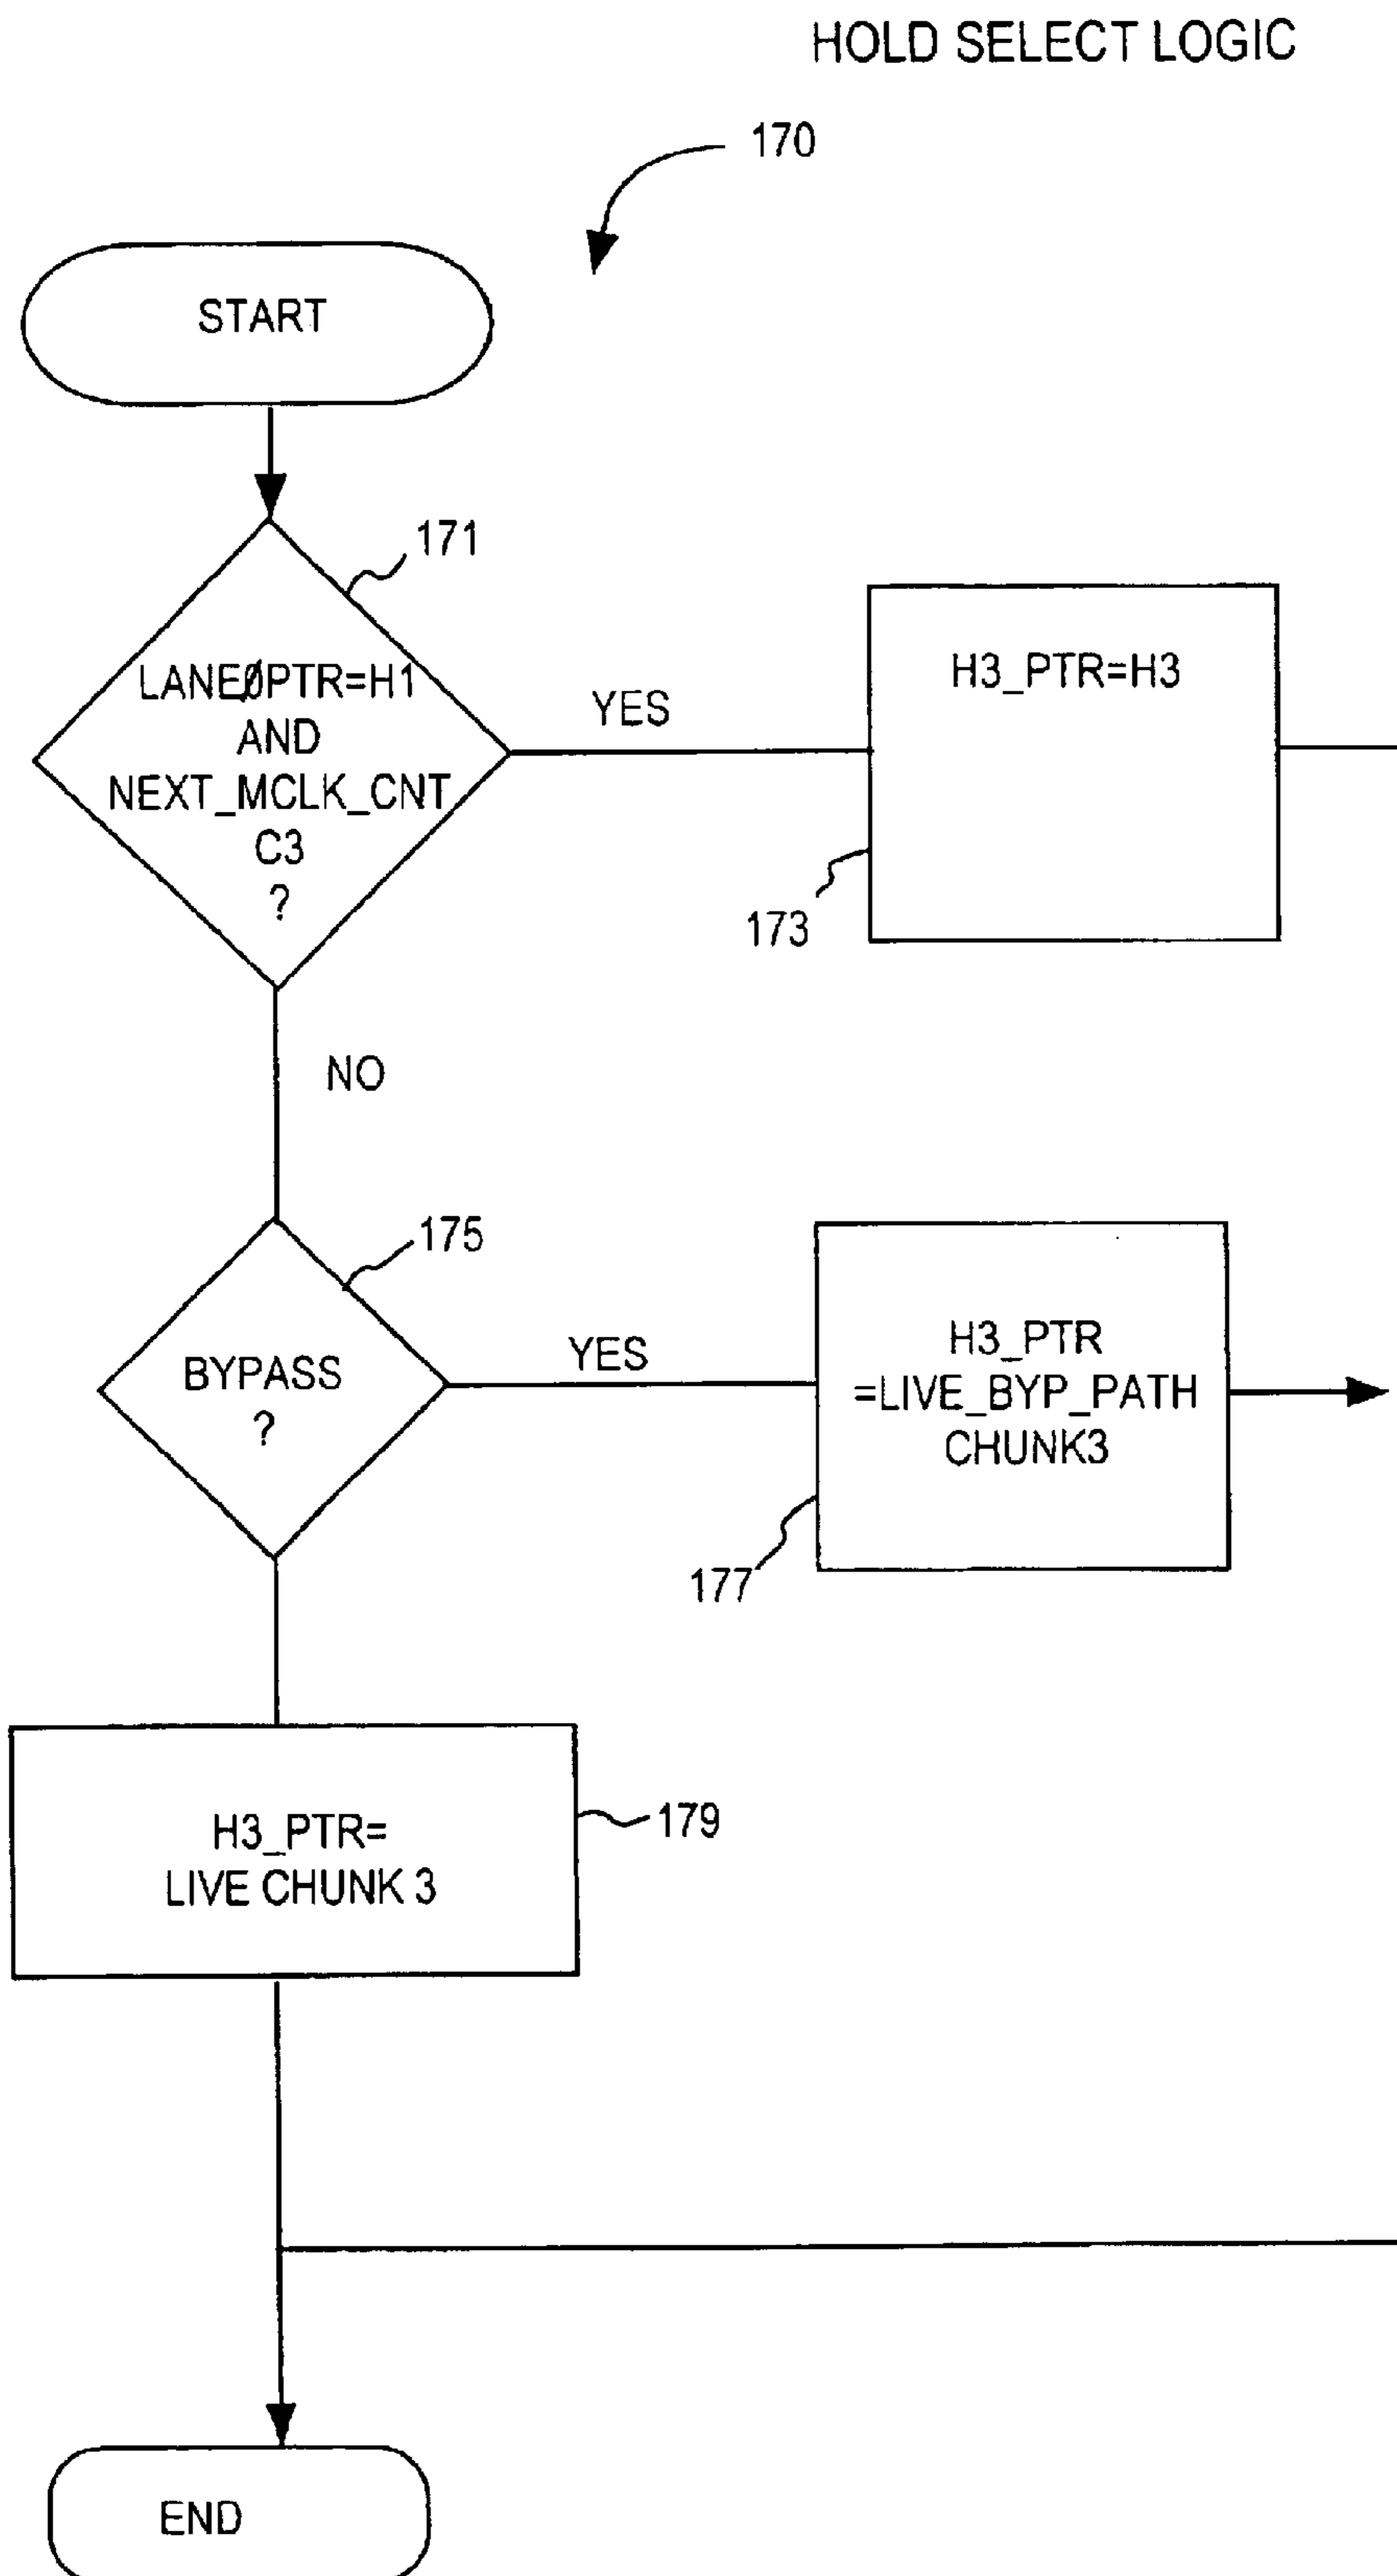 HOLD SELECT LOGIC
170
START
171
LANEØPTR=H1
AND
NEXT_MCLK_CNT
C3
?
YES
H3_PTR=H3
173
NO
175
BYPASS
?
YES
H3_PTR
=LIVE_BYP_PATH
CHUNK3
177
H3_PTR=
LIVE CHUNK 3
179
END